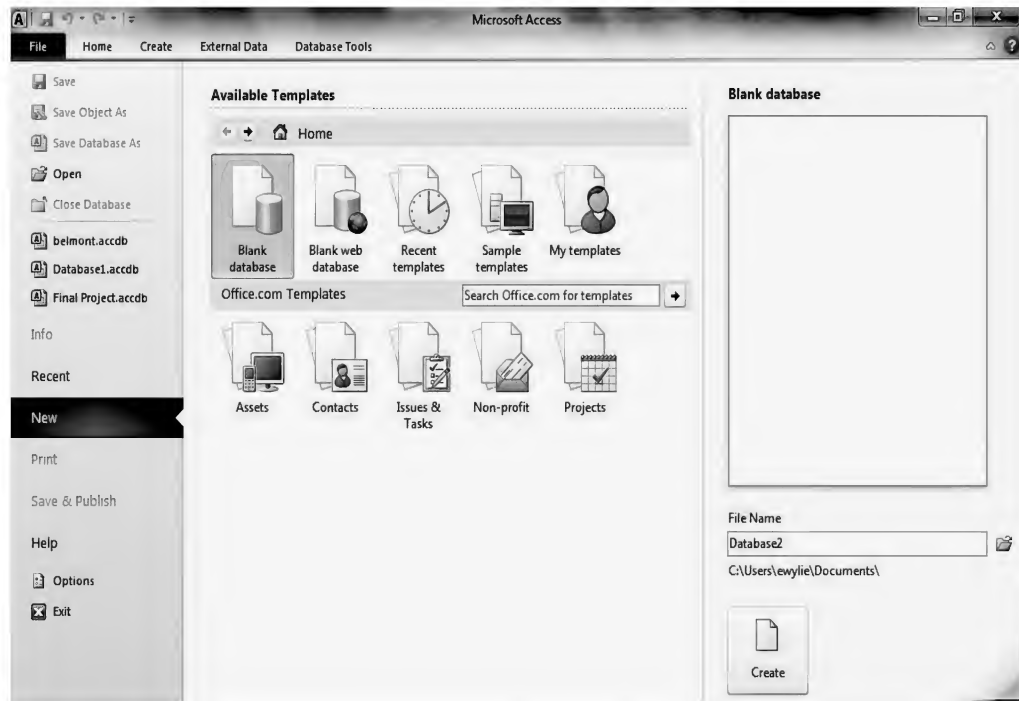 Microsoft Access
File Home Create External Data Database Tools
Save
Save Object As
Save Database As
Open
Close Database
belmont.accdb
Database1.accdb
Final Project.accdb
Info
Recent
New
Print
Save & Publish
Help
Options
Exit
Available Templates
Home
Blank database
Blank web database
Recent templates
Sample templates
My templates
Office.com Templates
Search Office.com for templates
Assets
Contacts
Issues & Tasks
Non-profit
Projects
Blank database
File Name
Database2
C:\Users\ewylie\Documents\
Create